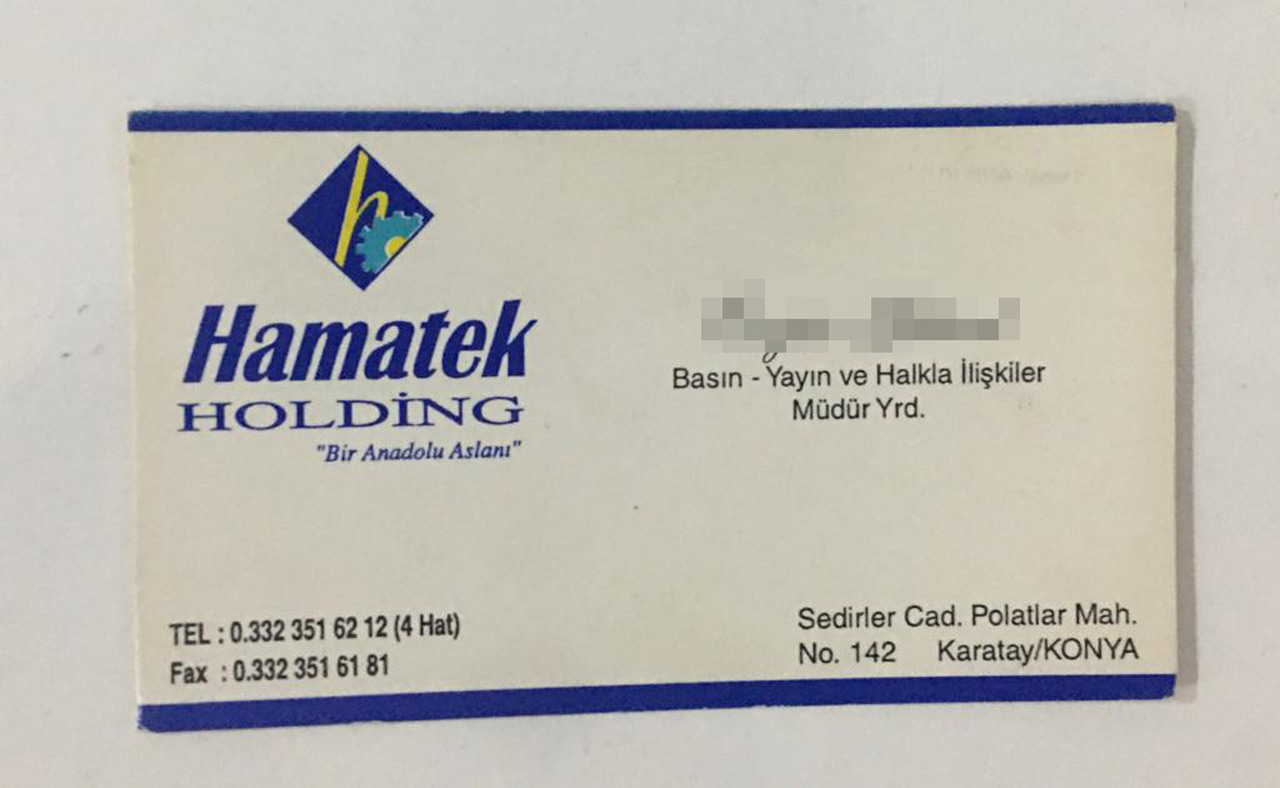 h
Hamatek
HOLDİNG
"Bir Anadolu Aslanı"
Basın - Yayın ve Halkla İlişkiler
Müdür Yrd.
TEL : 0.332 351 62 12 (4 Hat)
Fax : 0.332 351 61 81
Sedirler Cad. Polatlar Mah.
No. 142 Karatay/KONYA